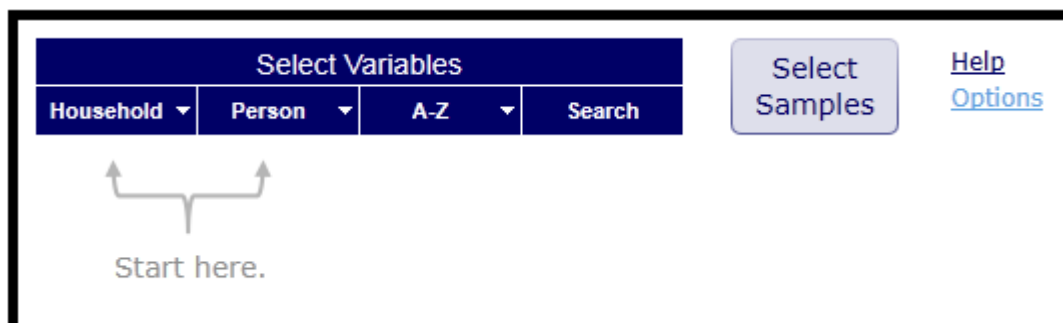 Select Variables
Household Person A-Z Search
Select
Samples
Help
Options
Start here.